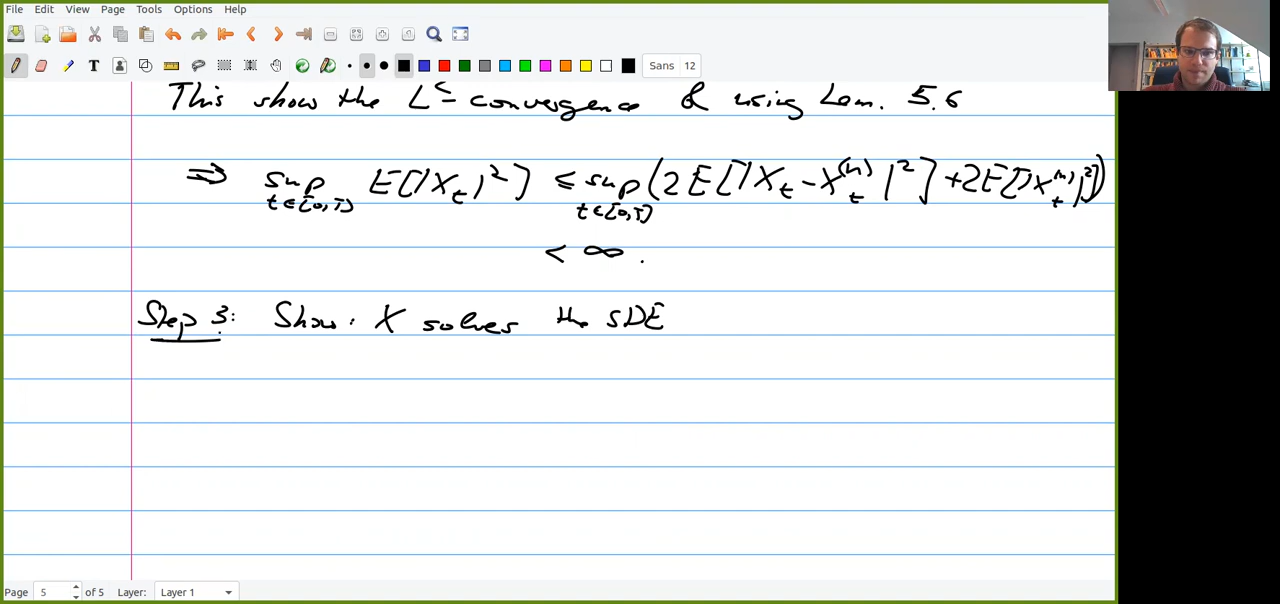 File Edit View Page Tools Options Help
T Sans 12
This show the L²-convergence & using Lem. 5.6
⇒ sup_{t∈[0,T]} E[|X_t|²] ≤ sup_{t∈[0,T]} (2E[|X_t - X_t^{(n)}|²] + 2E[|X_t^{(n)}|²])
< ∞.
Step 3: Show: X solves the SDE
Page 5 of 5 Layer: Layer 1